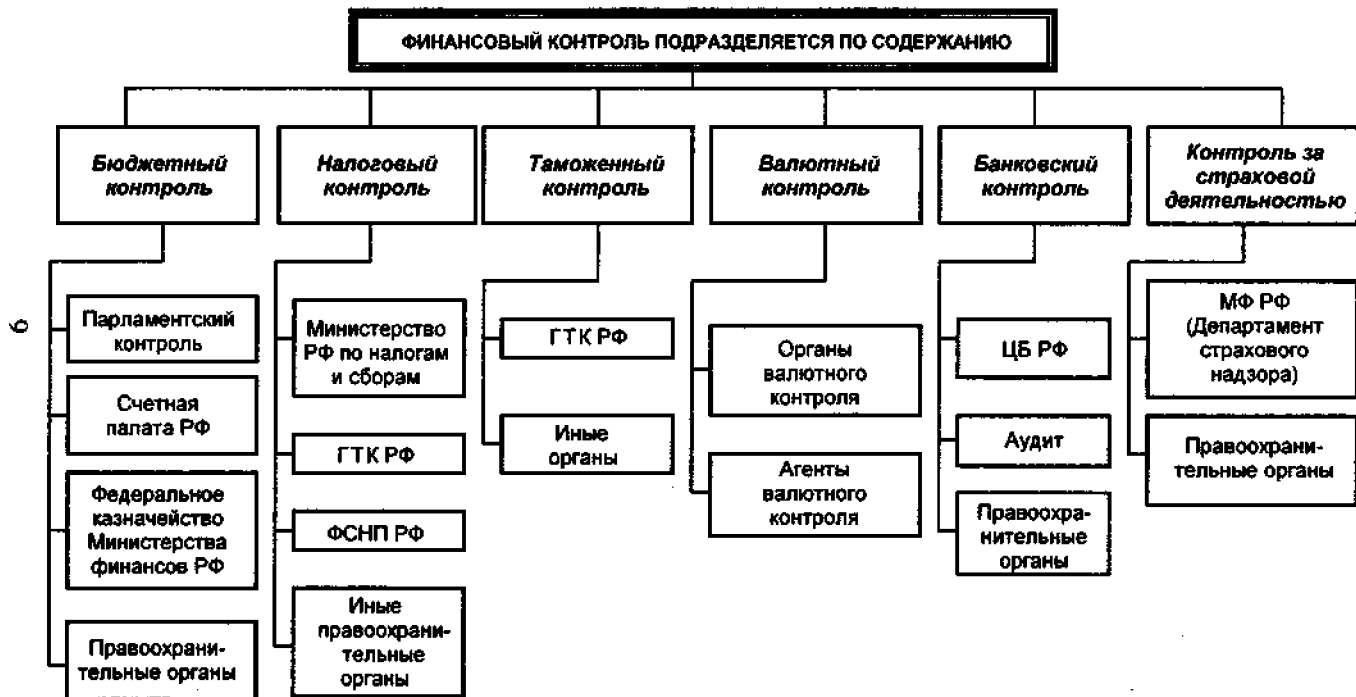 ФИНАНСОВЫЙ КОНТРОЛЬ ПОДРАЗДЕЛЯЕТСЯ ПО СОДЕРЖАНИЮ
Бюджетный
контроль
Парламентский
контроль
Счетная
палата РФ
Федеральное
казначейство
Министерства
финансов РФ
Правоохрани-
тельные органы
Налоговый
контроль
Министерство
РФ по налогам
и сборам
ГТК РФ
ФСНП РФ
Иные
правоохрани-
тельные
органы
Таможенный
контроль
ГТК РФ
Иные
органы
Валютный
контроль
Органы
валютного
контроля
Агенты
валютного
контроля
Банковский
контроль
ЦБ РФ
Аудит
Правоохра-
нительные
органы
Контроль за
страховой
деятельностью
МФ РФ
(Департамент
страхового
надзора)
Правоохрани-
тельные органы